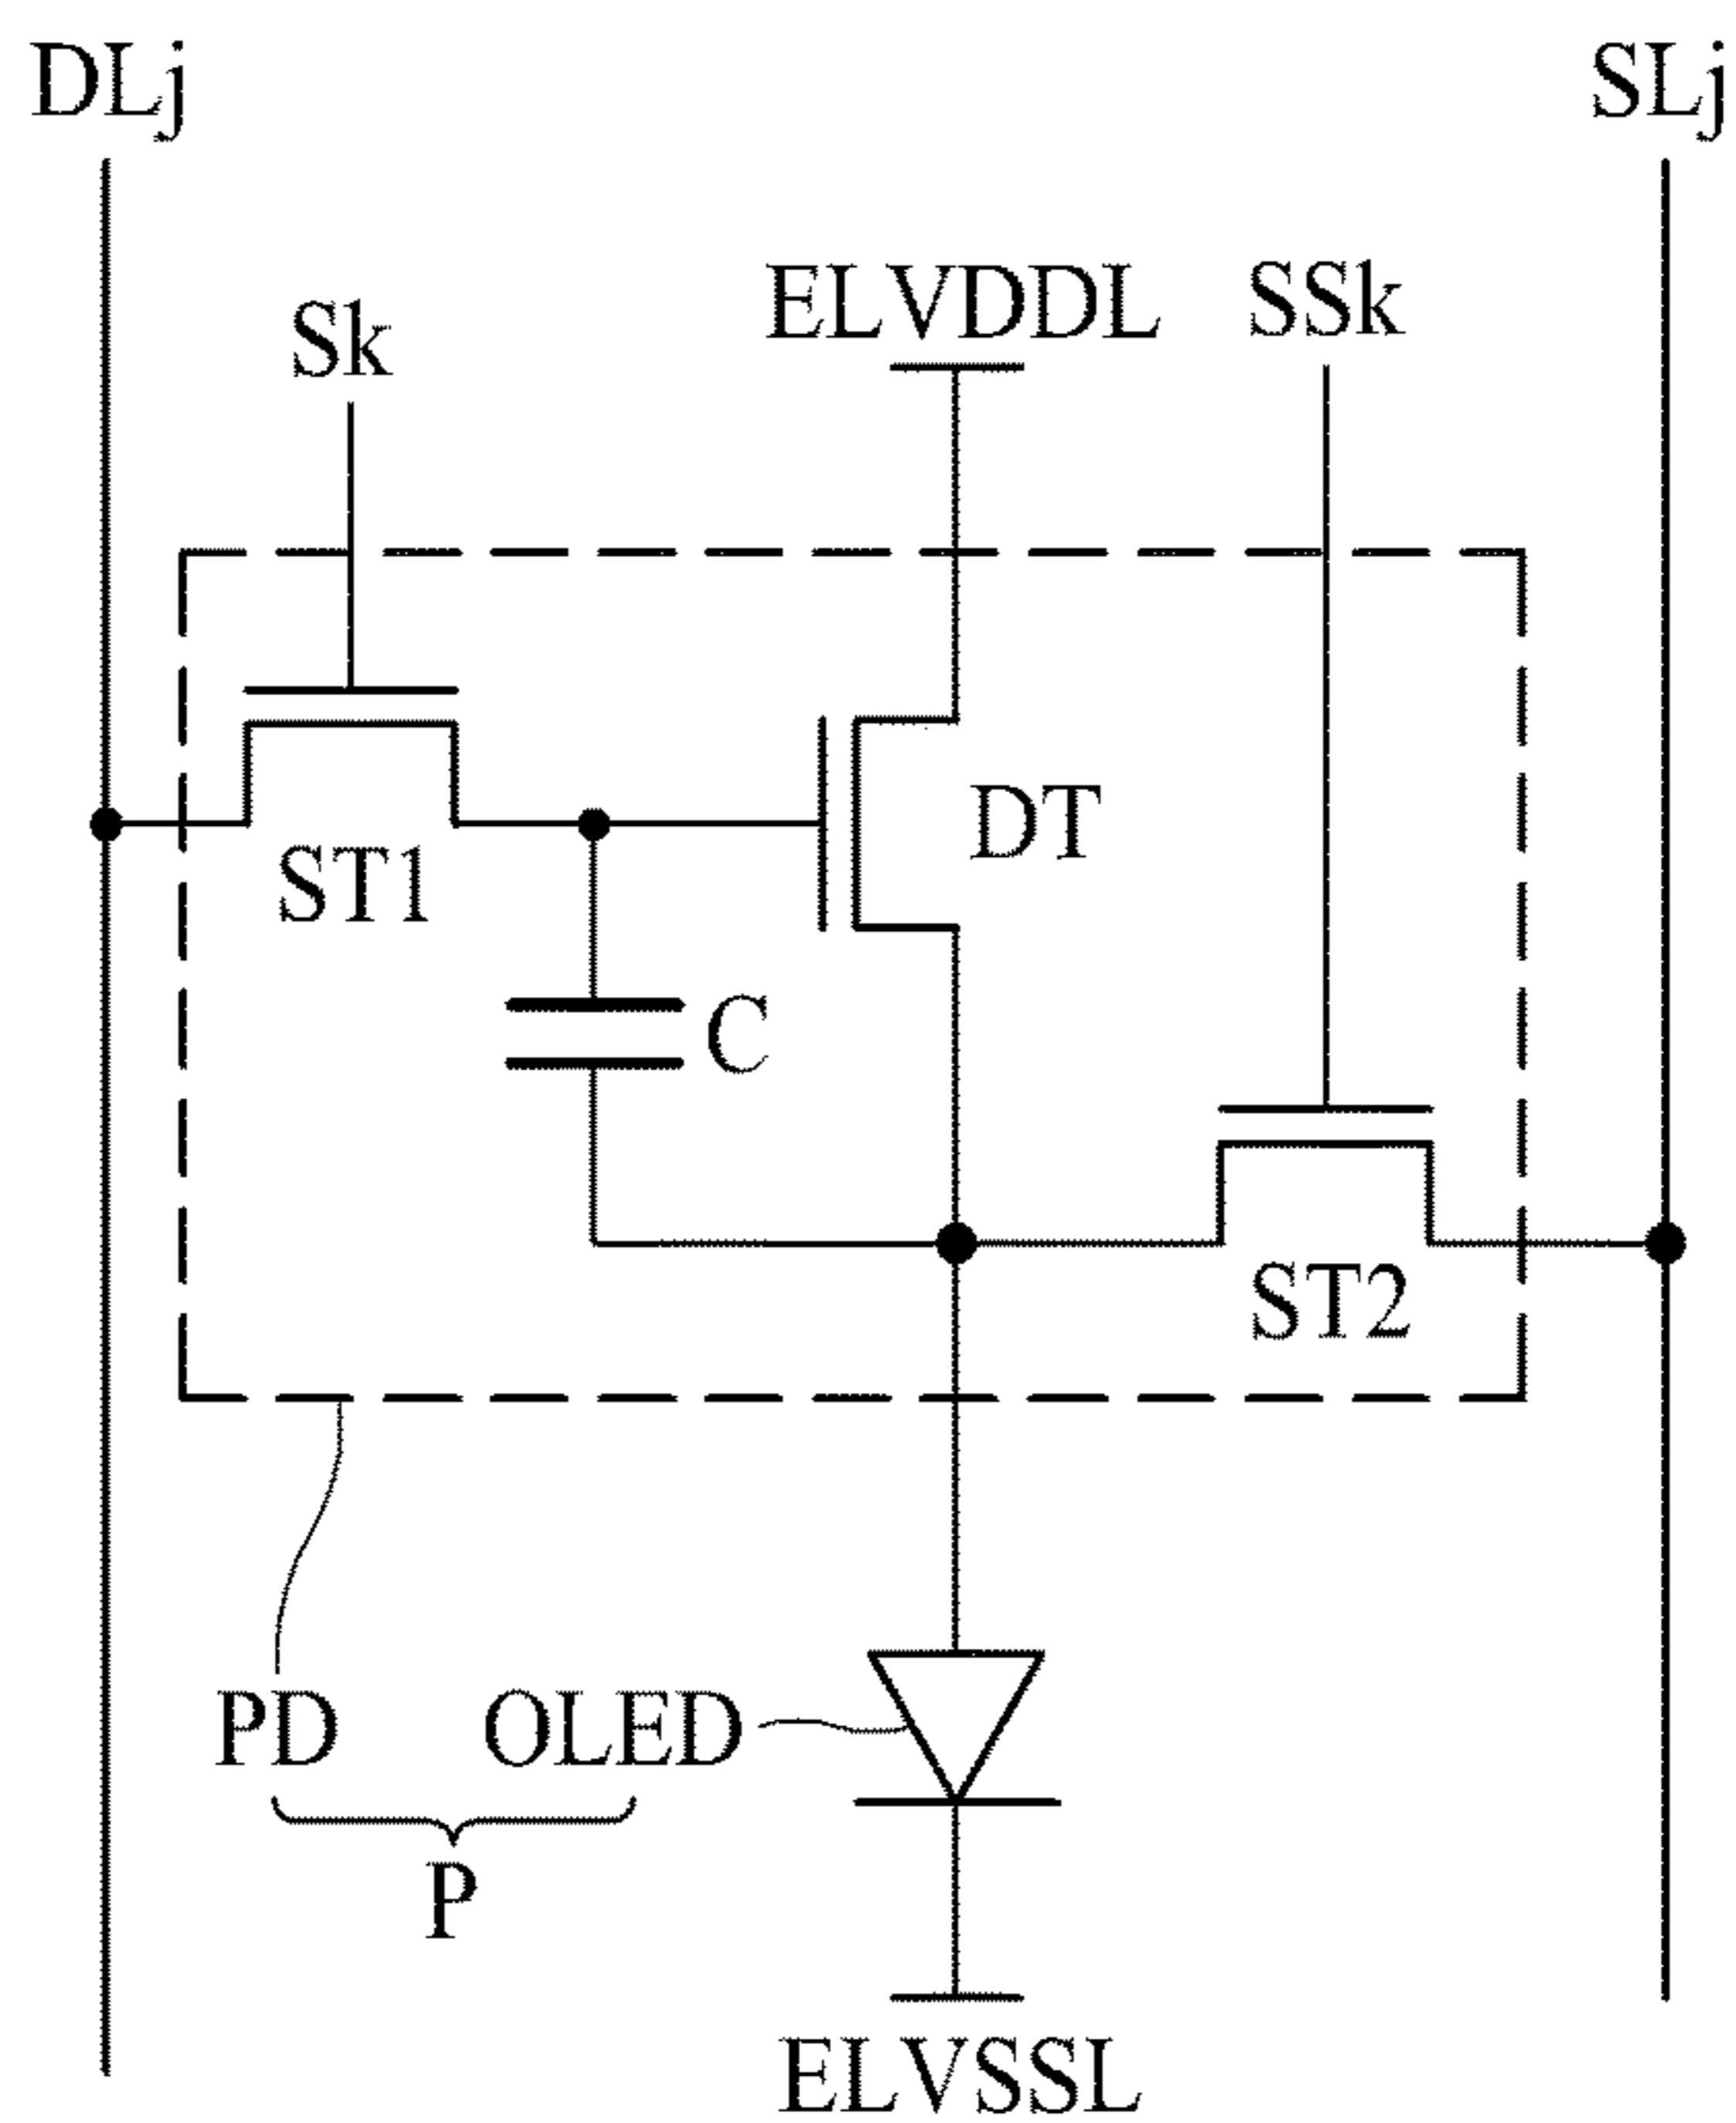 DLj
SLj
ELVDDL
SSk
Sk
DT
ST1
C
ST2
PD
OLED
P
ELVSSL